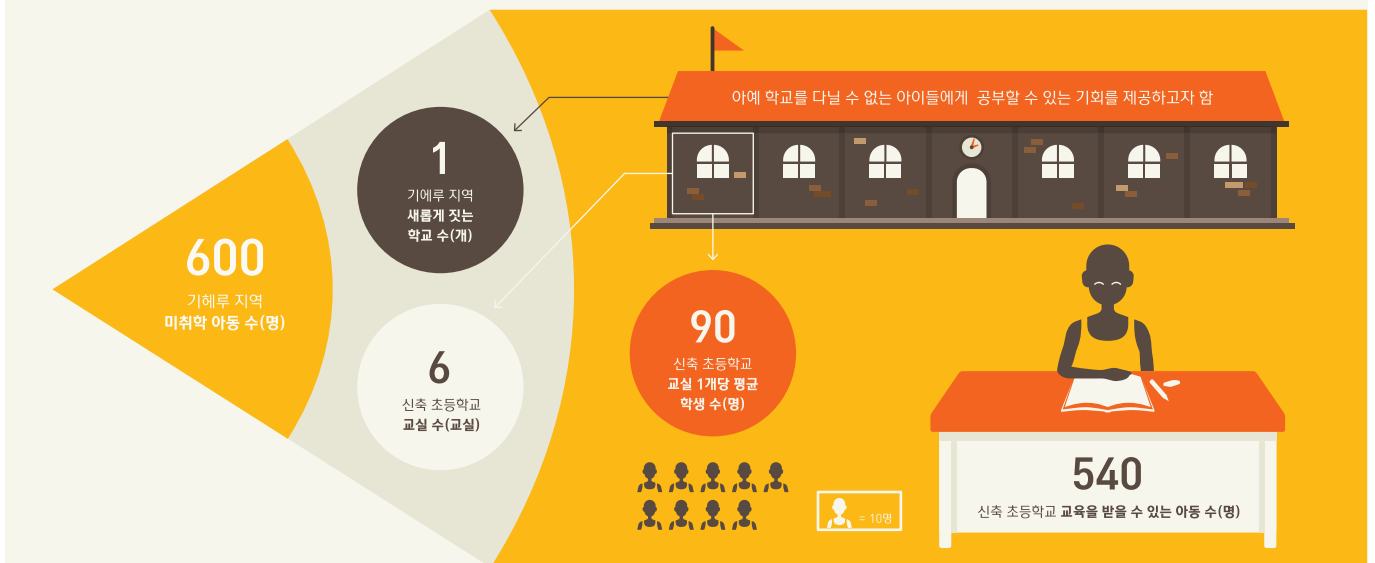 아예 학교를 다닐 수 없는 아이들에게 공부할 수 있는 기회를 제공하고자 함
600
기헤루 지역
미취학 아동 수(명)
1
기에루 지역
새롭게 짓는
학교 수(개)
6
신축 초등학교
교실 수(교실)
90
신축 초등학교
교실 1개당 평균
학생 수(명)
= 10명
540
신축 초등학교 교육을 받을 수 있는 아동 수(명)